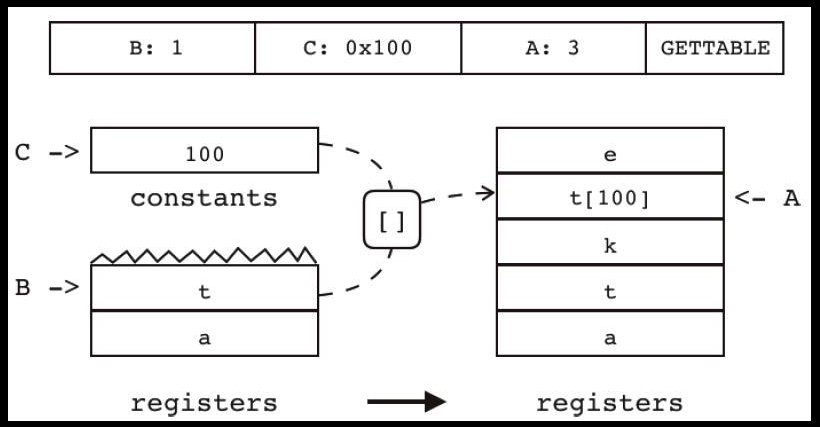 B: 1 C: 0x100 A: 3 GETTABLE
C -> 100
constants
[]
B -> t
a
registers
e
t[100] <- A
k
t
a
registers